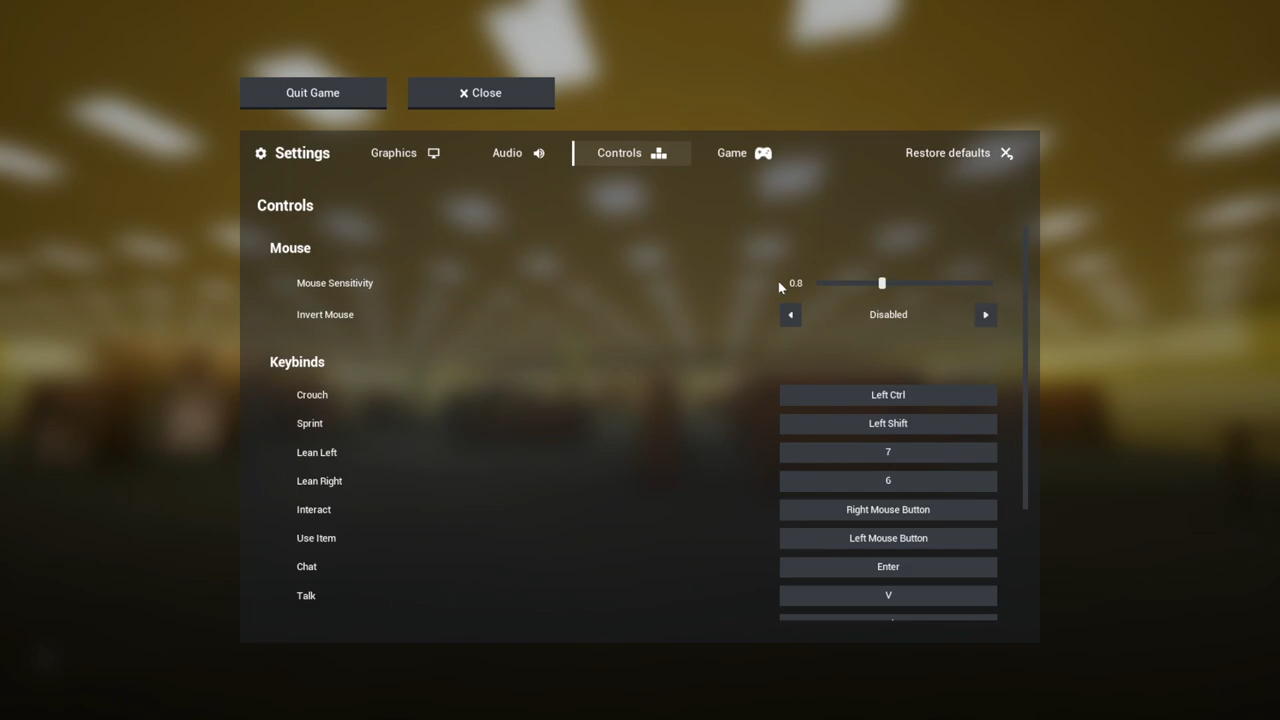 Quit Game
Close
Settings
Graphics
Audio
Controls
Game
Restore defaults
Controls
Mouse
Mouse Sensitivity 0.8
Invert Mouse Disabled
Keybinds
Crouch Left Ctrl
Sprint Left Shift
Lean Left 7
Lean Right 6
Interact Right Mouse Button
Use Item Left Mouse Button
Chat Enter
Talk V